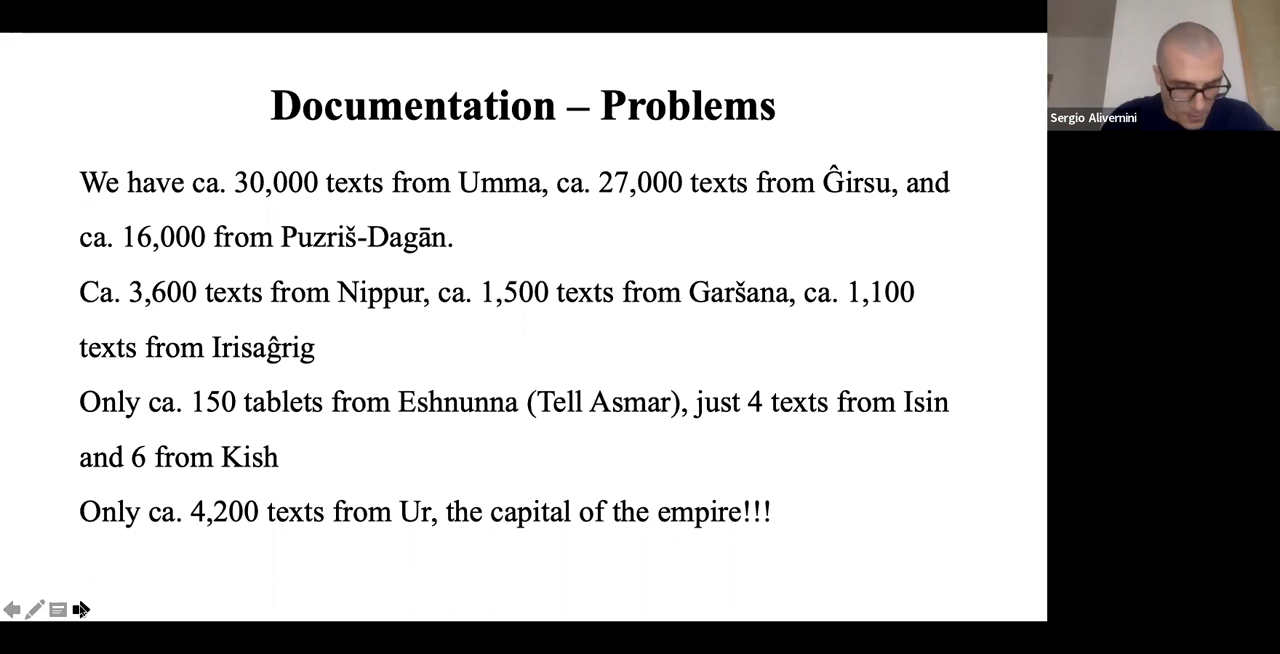 Documentation – Problems
We have ca. 30,000 texts from Umma, ca. 27,000 texts from Ĝirsu, and
ca. 16,000 from Puzriš-Dagān.
Ca. 3,600 texts from Nippur, ca. 1,500 texts from Garšana, ca. 1,100
texts from Irisaĝrig
Only ca. 150 tablets from Eshnunna (Tell Asmar), just 4 texts from Isin
and 6 from Kish
Only ca. 4,200 texts from Ur, the capital of the empire!!!
Sergio Alivernini